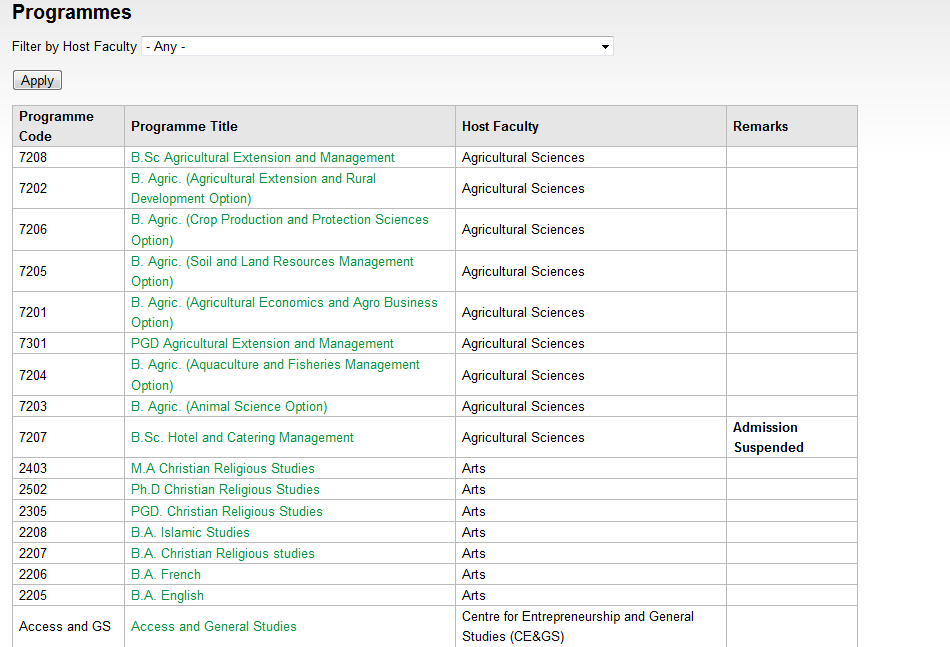 Programmes
Filter by Host Faculty - Any -
Apply
Programme Code Programme Title Host Faculty Remarks
7208 B.Sc Agricultural Extension and Management Agricultural Sciences
7202 B. Agric. (Agricultural Extension and Rural Development Option) Agricultural Sciences
7206 B. Agric. (Crop Production and Protection Sciences Option) Agricultural Sciences
7205 B. Agric. (Soil and Land Resources Management Option) Agricultural Sciences
7201 B. Agric. (Agricultural Economics and Agro Business Option) Agricultural Sciences
7301 PGD Agricultural Extension and Management Agricultural Sciences
7204 B. Agric. (Aquaculture and Fisheries Management Option) Agricultural Sciences
7203 B. Agric. (Animal Science Option) Agricultural Sciences
7207 B.Sc. Hotel and Catering Management Agricultural Sciences Admission Suspended
2403 M.A Christian Religious Studies Arts
2502 Ph.D Christian Religious Studies Arts
2305 PGD. Christian Religious Studies Arts
2208 B.A. Islamic Studies Arts
2207 B.A. Christian Religious studies Arts
2206 B.A. French Arts
2205 B.A. English Arts
Access and GS Access and General Studies Centre for Entrepreneurship and General Studies (CE&GS)